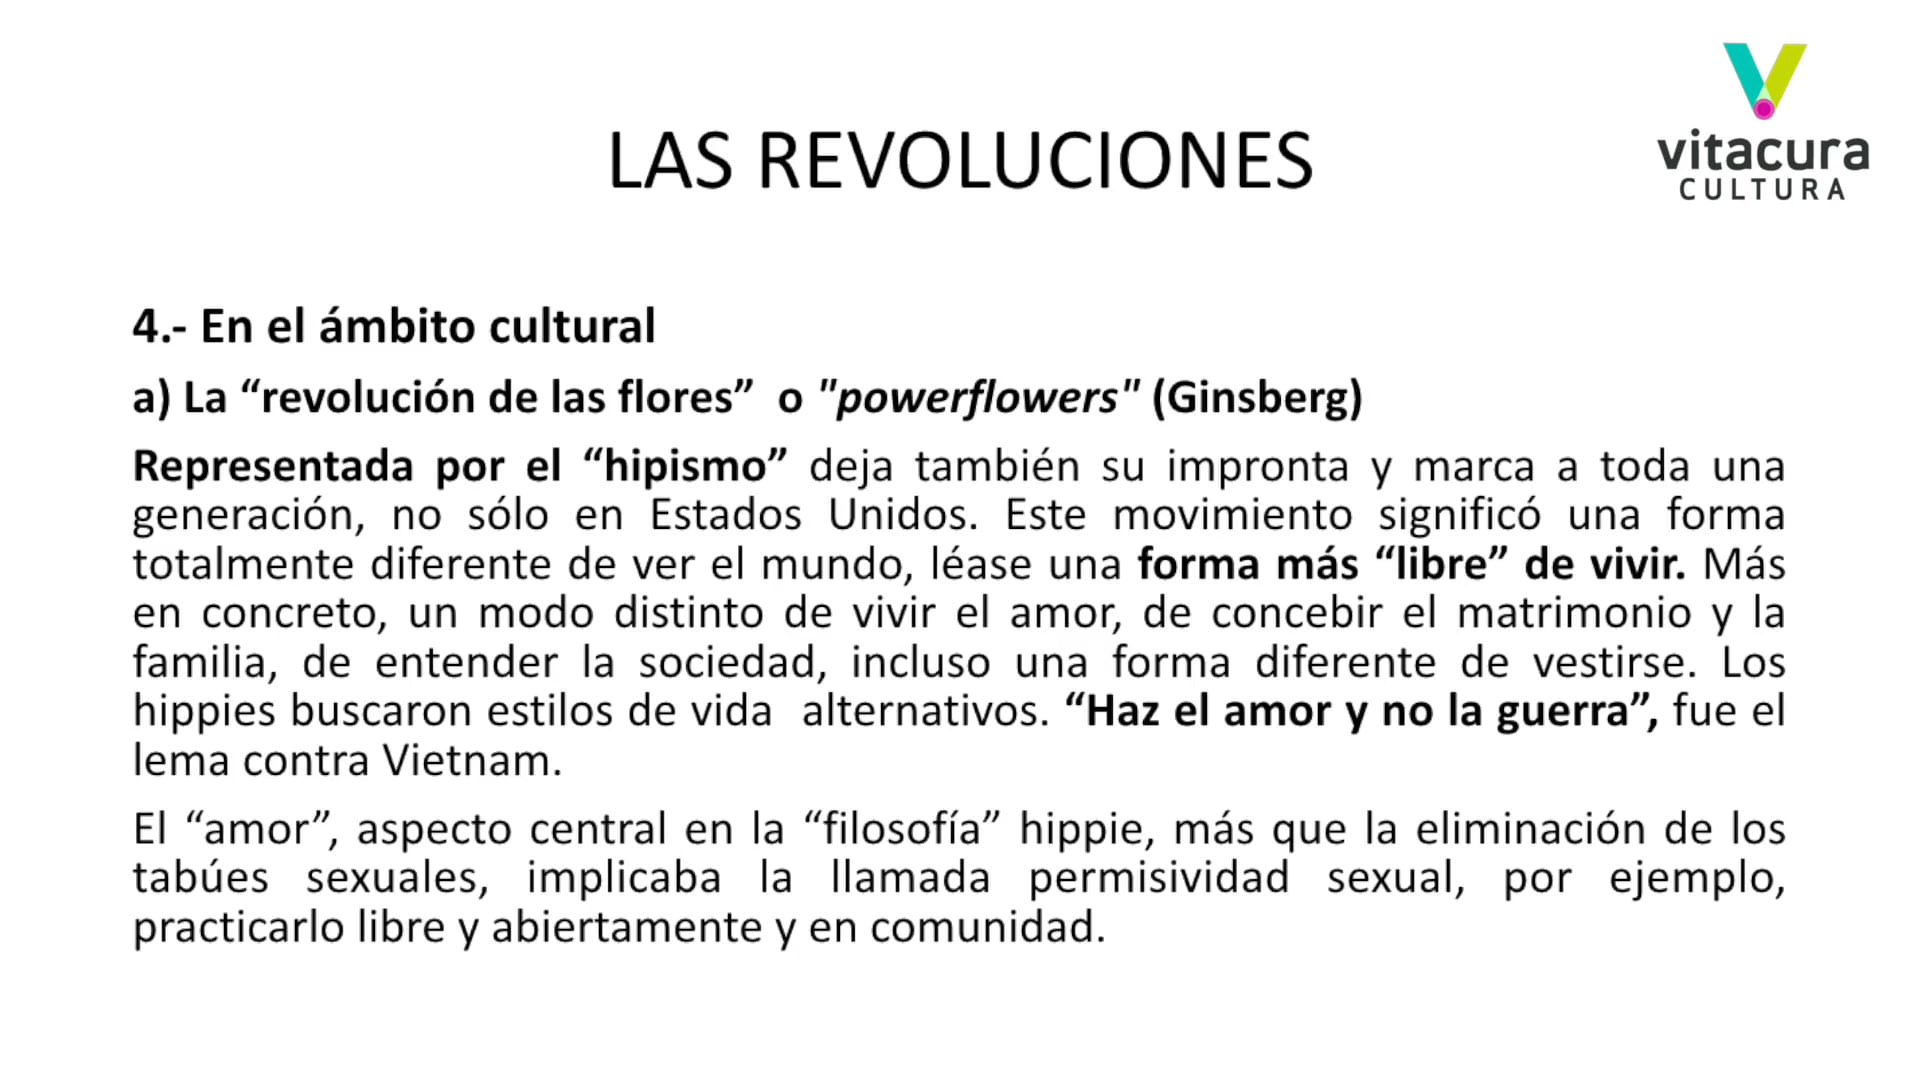 vitacura
CULTURA
LAS REVOLUCIONES
4.- En el ámbito cultural
a) La “revolución de las flores”  o "powerflowers" (Ginsberg)
Representada por el “hipismo” deja también su impronta y marca a toda una
generación, no sólo en Estados Unidos. Este movimiento significó una forma
totalmente diferente de ver el mundo, léase una forma más “libre” de vivir. Más
en concreto, un modo distinto de vivir el amor, de concebir el matrimonio y la
familia, de entender la sociedad, incluso una forma diferente de vestirse. Los
hippies buscaron estilos de vida  alternativos. “Haz el amor y no la guerra”, fue el
lema contra Vietnam.
El “amor”, aspecto central en la “filosofía” hippie, más que la eliminación de los
tabúes sexuales, implicaba la llamada permisividad sexual, por ejemplo,
practicarlo libre y abiertamente y en comunidad.